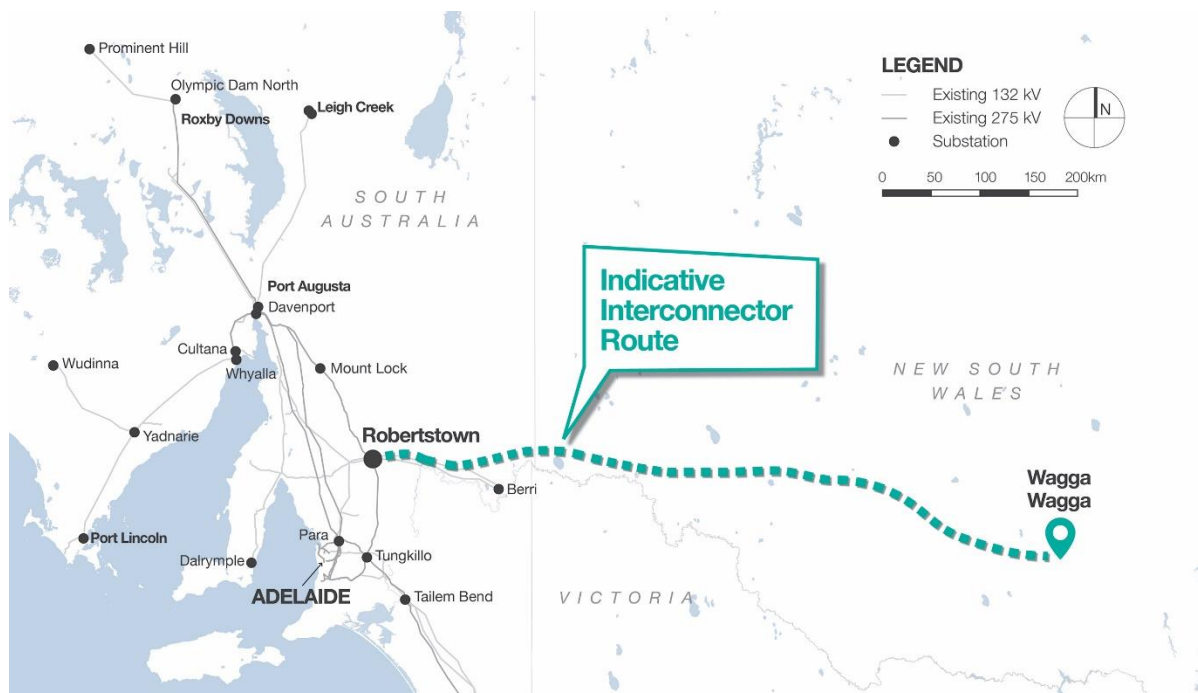 Prominent Hill
Olympic Dam North
Roxby Downs
Leigh Creek
LEGEND
Existing 132 kV
Existing 275 kV
Substation
N
0 50 100 150 200km
SOUTH
AUSTRALIA
Port Augusta
Davenport
Indicative
Interconnector
Route
Cultana
Whyalla
Wudinna
Mount Lock
NEW SOUTH
WALES
Yadnarie
Robertstown
Berri
Wagga
Wagga
Port Lincoln
Para
Dalrymple
Tungkillo
ADELAIDE
Tailem Bend
VICTORIA